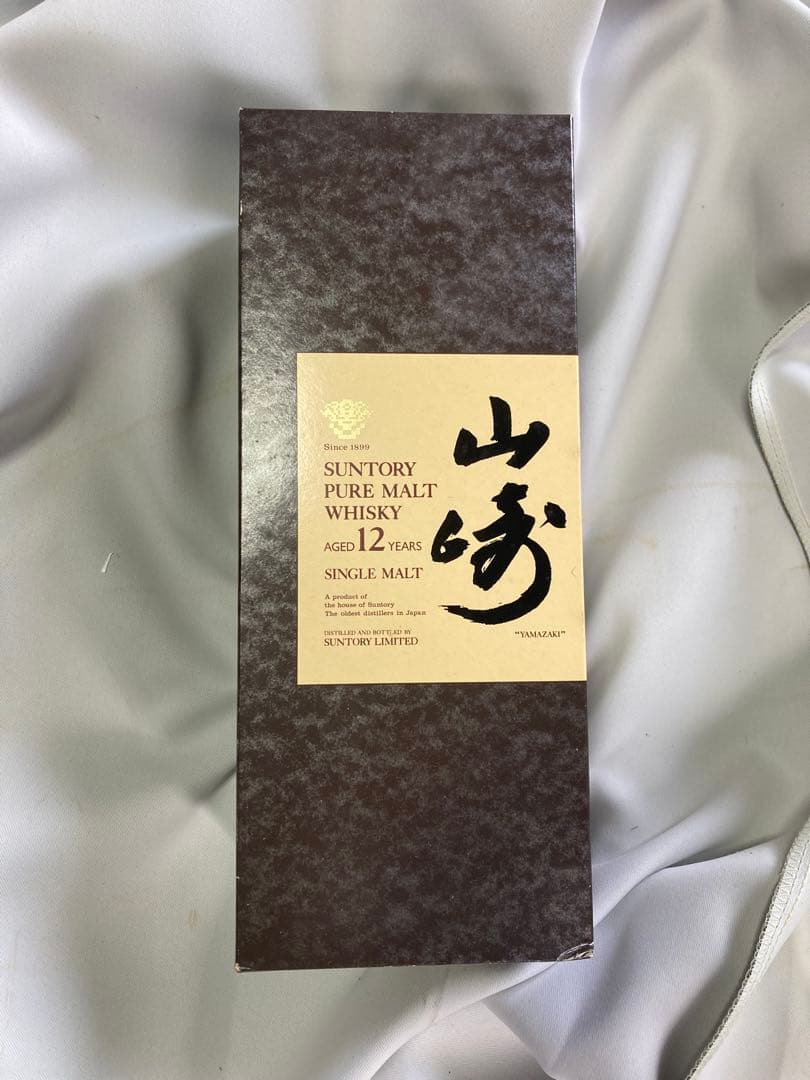 Since 1899
SUNTORY
PURE MALT
WHISKY
AGED 12 YEARS
SINGLE MALT
A product of
the house of Suntory
The oldest distillers in Japan
DISTILLED AND BOTTLED BY
SUNTORY LIMITED
山崎
"YAMAZAKI"